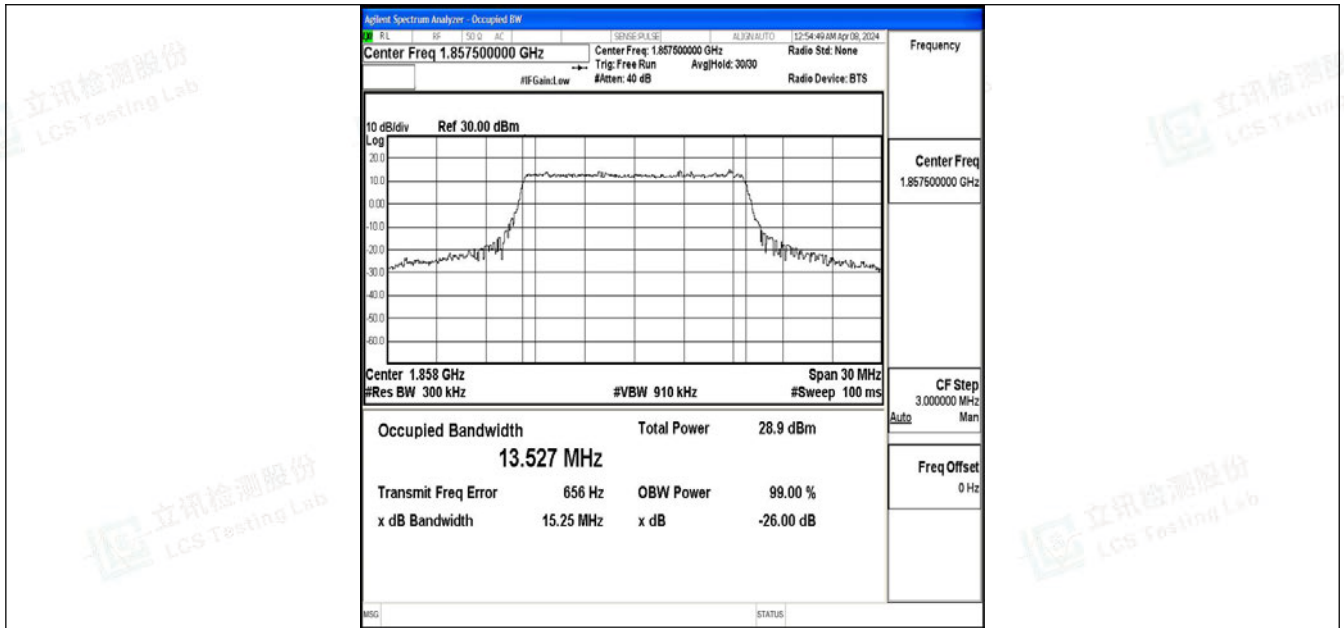 Agilent Spectrum Analyzer - Occupied BW
RL RF 50 Ω AC SENSE:PULSE ALIGNAUTO 12:54:49 AM Apr 08, 2024
Center Freq 1.857500000 GHz
Center Freq: 1.857500000 GHz
Radio Std: None
Trig: Free Run Avg|Hold: 30/30
#IFGain:Low
#Atten: 40 dB
Radio Device: BTS
Frequency
10 dB/div Ref 30.00 dBm
Log
20.0
10.0
0.00
-10.0
-20.0
-30.0
-40.0
-50.0
-60.0
Center 1.858 GHz
Span 30 MHz
#Res BW 300 kHz
#VBW 910 kHz
#Sweep 100 ms
Occupied Bandwidth
Total Power 28.9 dBm
13.527 MHz
Transmit Freq Error 656 Hz
OBW Power 99.00 %
x dB Bandwidth 15.25 MHz
x dB -26.00 dB
Center Freq
1.857500000 GHz
CF Step
3.000000 MHz
Auto Man
Freq Offset
0 Hz
MSG
STATUS
立讯检测股份
LCS Testing Lab
立讯检测
LCS Testin
立讯检测股份
LCS Testing Lab
立讯检测股份
LCS Testing Lab